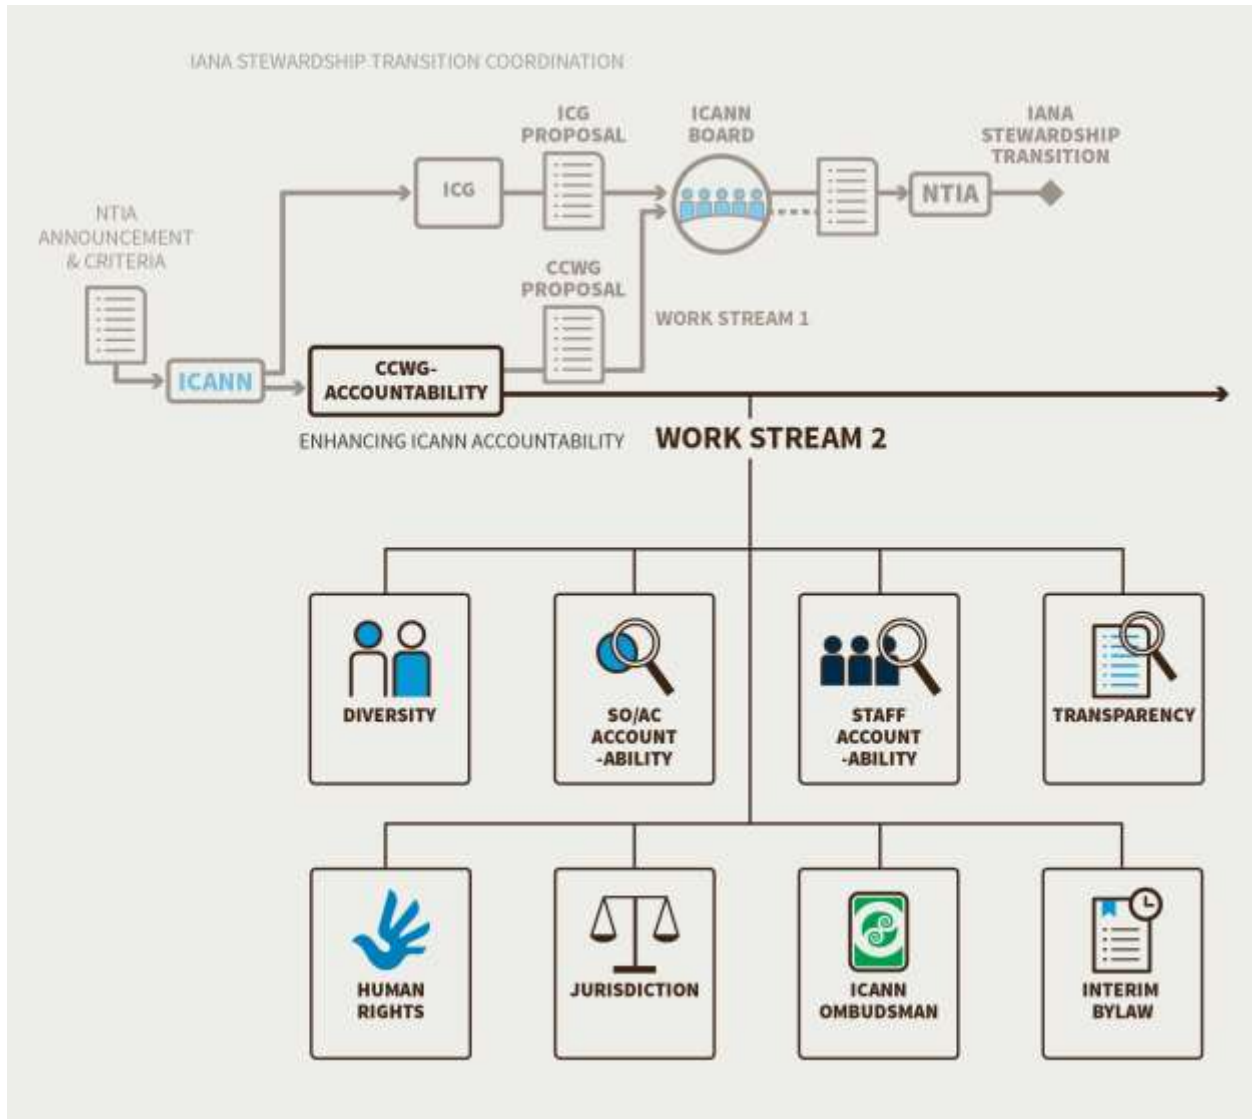 IANA STEWARDSHIP TRANSITION COORDINATION
ICG
PROPOSAL
ICANN
BOARD
IANA
STEWARDSHIP
TRANSITION
ICG
NTIA
NTIA
ANNOUNCEMENT
& CRITERIA
CCWG
PROPOSAL
WORK STREAM 1
ICANN
CCWG-
ACCOUNTABILITY
ENHANCING ICANN ACCOUNTABILITY
WORK STREAM 2
DIVERSITY
SO/AC
ACCOUNT
-ABILITY
STAFF
ACCOUNT
-ABILITY
TRANSPARENCY
HUMAN
RIGHTS
JURISDICTION
ICANN
OMBUDSMAN
INTERIM
BYLAW